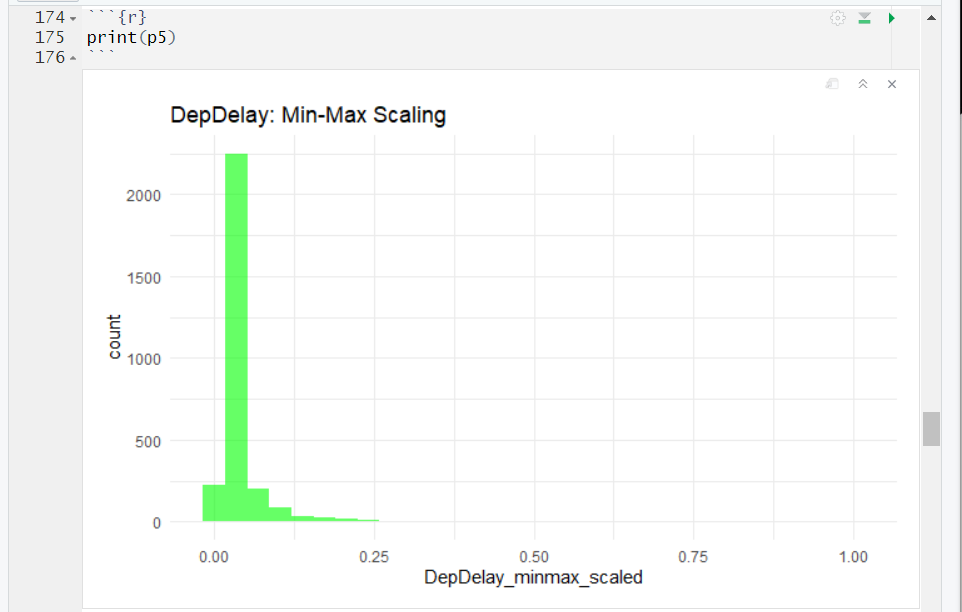 174 ```{r}
175 print(p5)
176 ```
DepDelay: Min-Max Scaling
2000
1500
1000
500
0
count
0.00 0.25 0.50 0.75 1.00
DepDelay_minmax_scaled